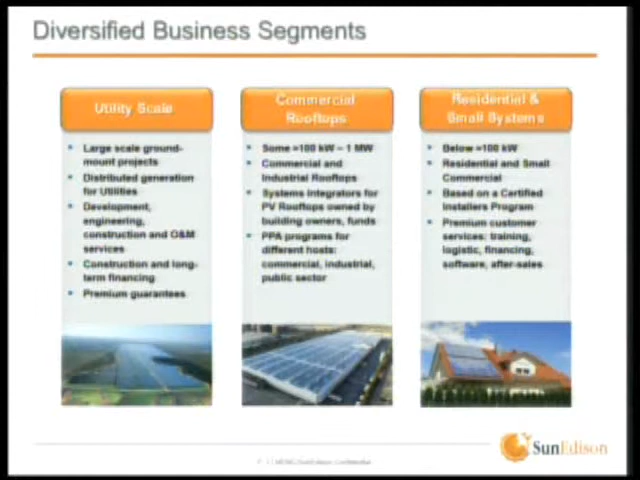 Diversified Business Segments
Utility Scale
Large scale ground-
mount projects
Distributed generation
for Utilities
Development,
engineering,
construction and O&M
services
Construction and long-
term financing
Premium guarantees
Commercial
Rooftops
Some >100 kW – 1 MW
Commercial and
Industrial Rooftops
Systems integrators for
PV Rooftops owned by
building owners, funds
PPA programs for
different hosts:
commercial, industrial,
public sector
Residential &
Small Systems
Below >100 kW
Residential and Small
Commercial
Based on a Certified
Installers Program
Premium customer
services: training,
logistic, financing,
software, after-sales
SunEdison